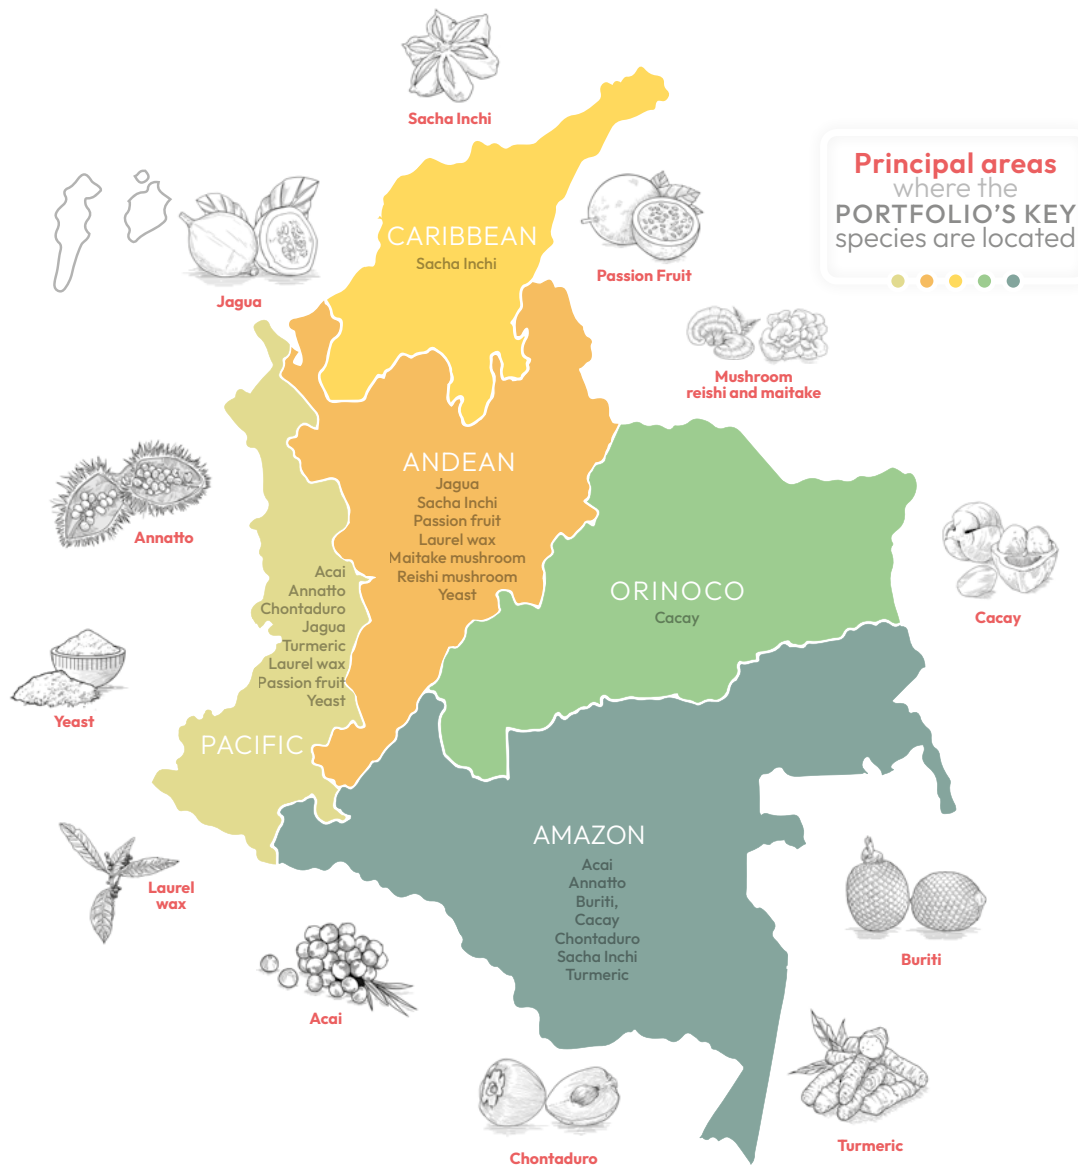 Sacha Inchi
Principal areas
where the
PORTFOLIO'S KEY
species are located
CARIBBEAN
Sacha Inchi
Passion Fruit
Jagua
Mushroom
reishi and maitake
ANDEAN
Jagua
Sacha Inchi
Passion fruit
Laurel wax
Maitake mushroom
Reishi mushroom
Yeast
Annatto
Acai
Annatto
Chontaduro
Jagua
Turmeric
Laurel wax
Passion fruit
Yeast
PACIFIC
ORINOCO
Cacay
Cacay
Yeast
AMAZON
Acai
Annatto
Buriti,
Cacay
Chontaduro
Sacha Inchi
Turmeric
Laurel
wax
Buriti
Acai
Turmeric
Chontaduro